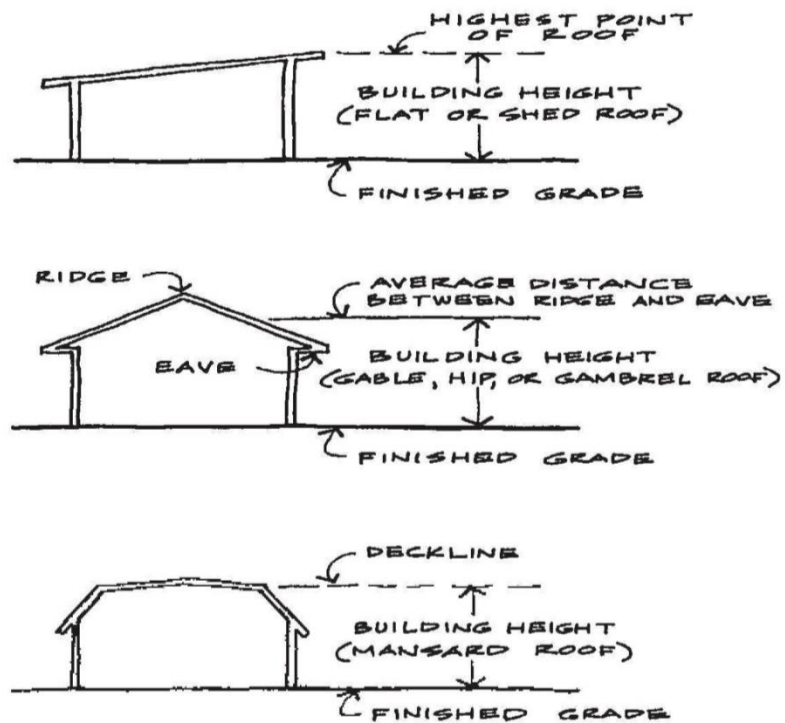 HIGHEST POINT
OF ROOF
BUILDING HEIGHT
(FLAT OR SHED ROOF)
FINISHED GRADE
RIDGE
AVERAGE DISTANCE
BETWEEN RIDGE AND EAVE
EAVE
BUILDING HEIGHT
(GABLE, HIP, OR GAMBREL ROOF)
FINISHED GRADE
DECKLINE
BUILDING HEIGHT
(MANSARD ROOF)
FINISHED GRADE